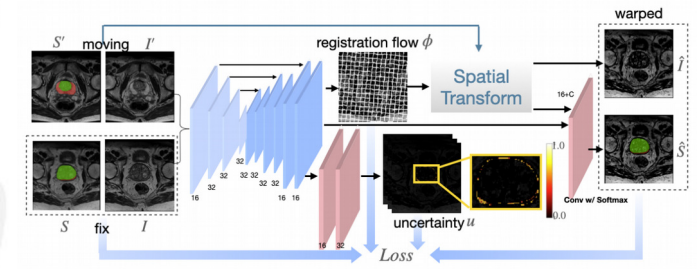 warped
S′ moving I′
registration flow ϕ
Spatial
Transform
Î
16+C
Ŝ
1.0
0.0
Conv w/ Softmax
16
32
32
32
32
32
32
16
16
16 32
uncertainty u
S fix I
Loss